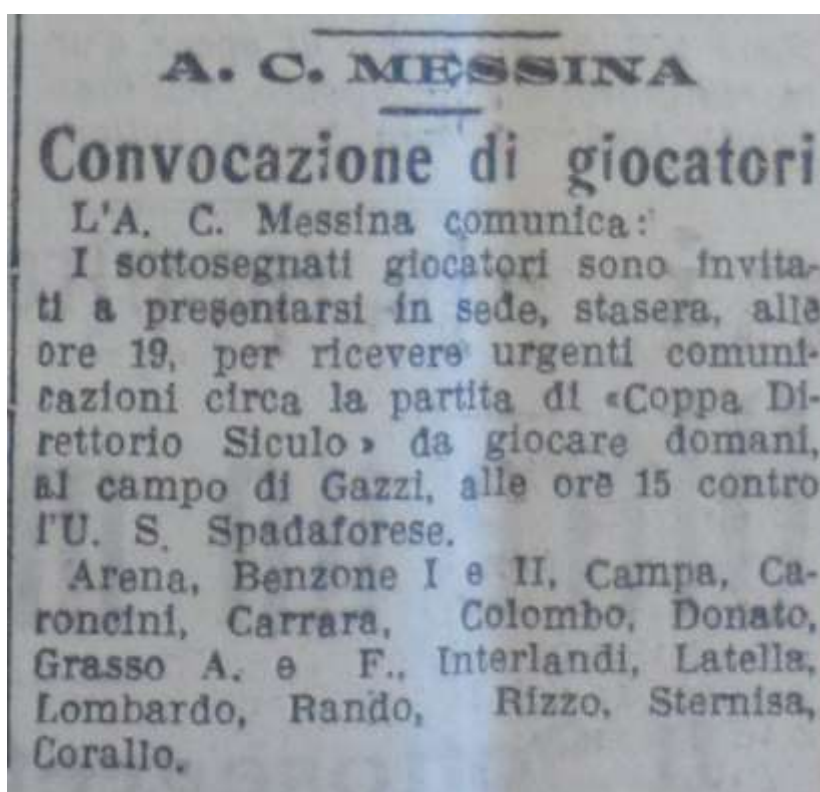 A. C. MESSINA
Convocazione di giocatori
L'A. C. Messina comunica:
I sottosegnati giocatori sono invita-
ti a presentarsi in sede, stasera, alle
ore 19, per ricevere urgenti comuni-
cazioni circa la partita di «Coppa Di-
rettorio Siculo» da giocare domani,
al campo di Gazzi, alle ore 15 contro
l'U. S. Spadaforese.
Arena, Benzone I e II, Campa, Ca-
roncini, Carrara, Colombo, Donato,
Grasso A. e F., Interlandi, Latella,
Lombardo, Rando, Rizzo, Sternisa,
Corallo.